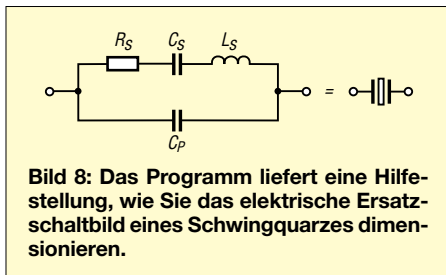 R_S C_S L_S
=
C_P
Bild 8: Das Programm liefert eine Hilfe-
stellung, wie Sie das elektrische Ersatz-
schaltbild eines Schwingquarzes dimen-
sionieren.